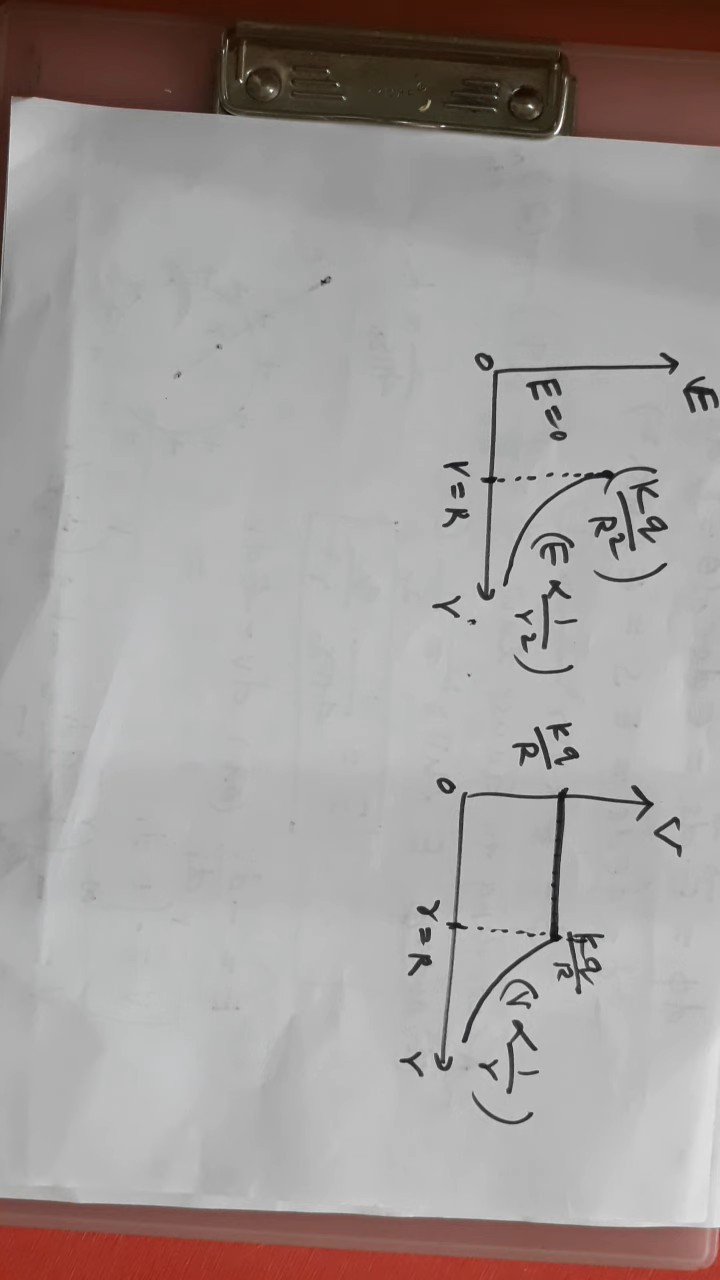 E
(Kq/R2)
E=0
(E ∝ 1/r2)
0
r=R
r
V
Kq/R
Kq/R
(V ∝ 1/r)
0
r=R
r